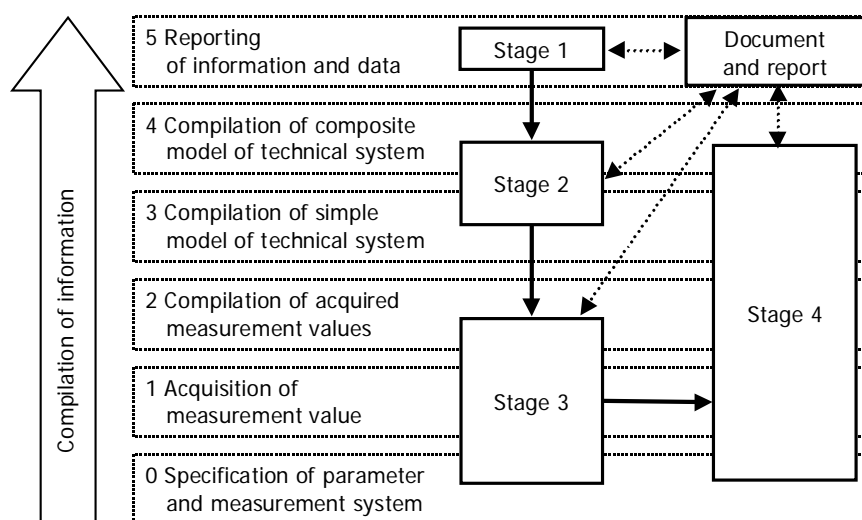 Compilation of information
5 Reporting
of information and data
Stage 1
Document
and report
4 Compilation of composite
model of technical system
Stage 2
3 Compilation of simple
model of technical system
2 Compilation of acquired
measurement values
Stage 4
1 Acquisition of
measurement value
Stage 3
0 Specification of parameter
and measurement system